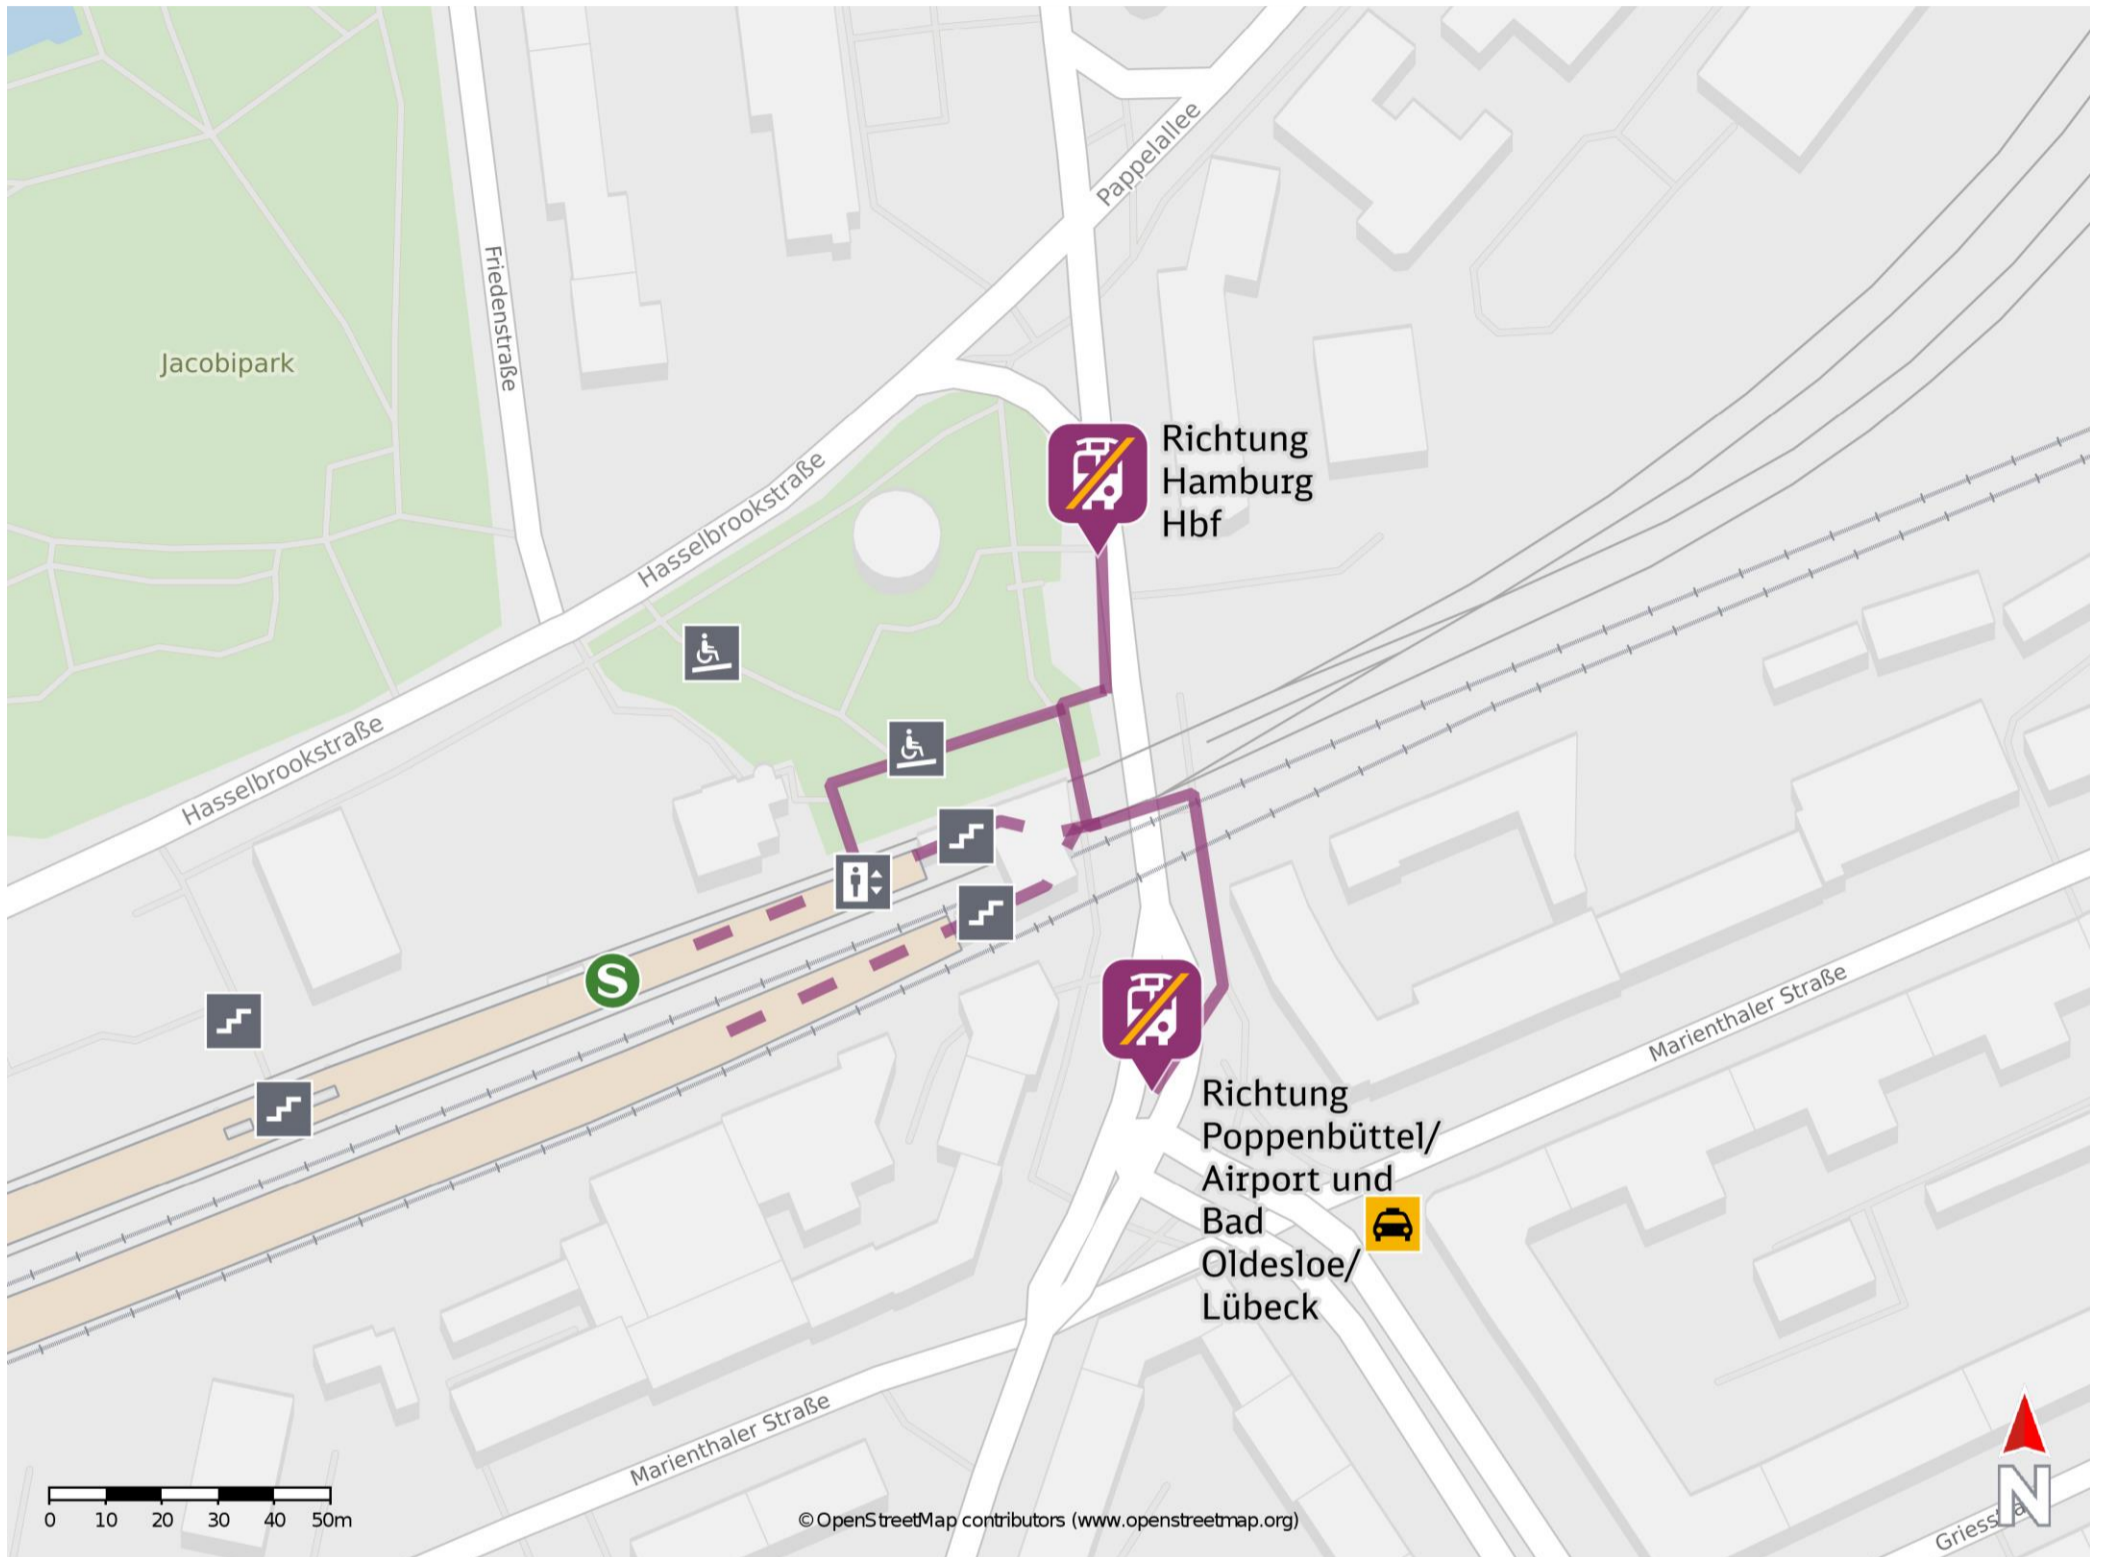 Pappelallee
Friedenstraße
Jacobipark
Richtung
Hamburg
Hbf
Hasselbrookstraße
Hasselbrookstraße
S
Marienthaler Straße
Richtung
Poppenbüttel/
Airport und
Bad
Oldesloe/
Lübeck
Marienthaler Straße
N
0 10 20 30 40 50m
© OpenStreetMap contributors (www.openstreetmap.org)